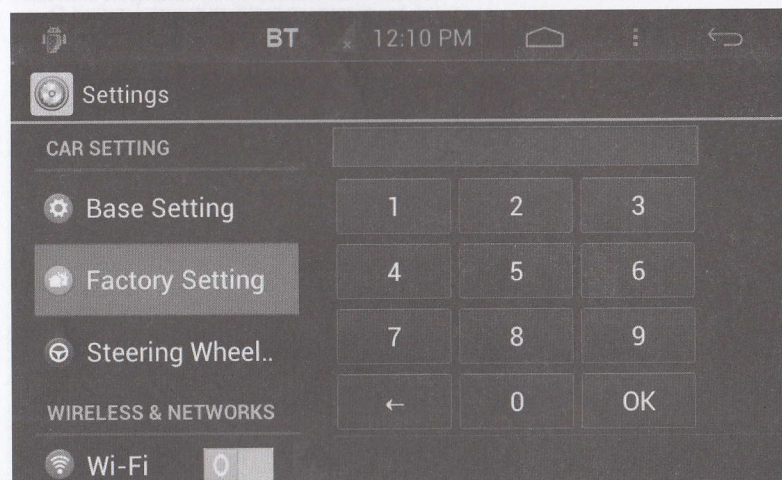 BT 12:10 PM
Settings
CAR SETTING
Base Setting
Factory Setting
Steering Wheel..
WIRELESS & NETWORKS
Wi-Fi 0
1 2 3
4 5 6
7 8 9
← 0 OK